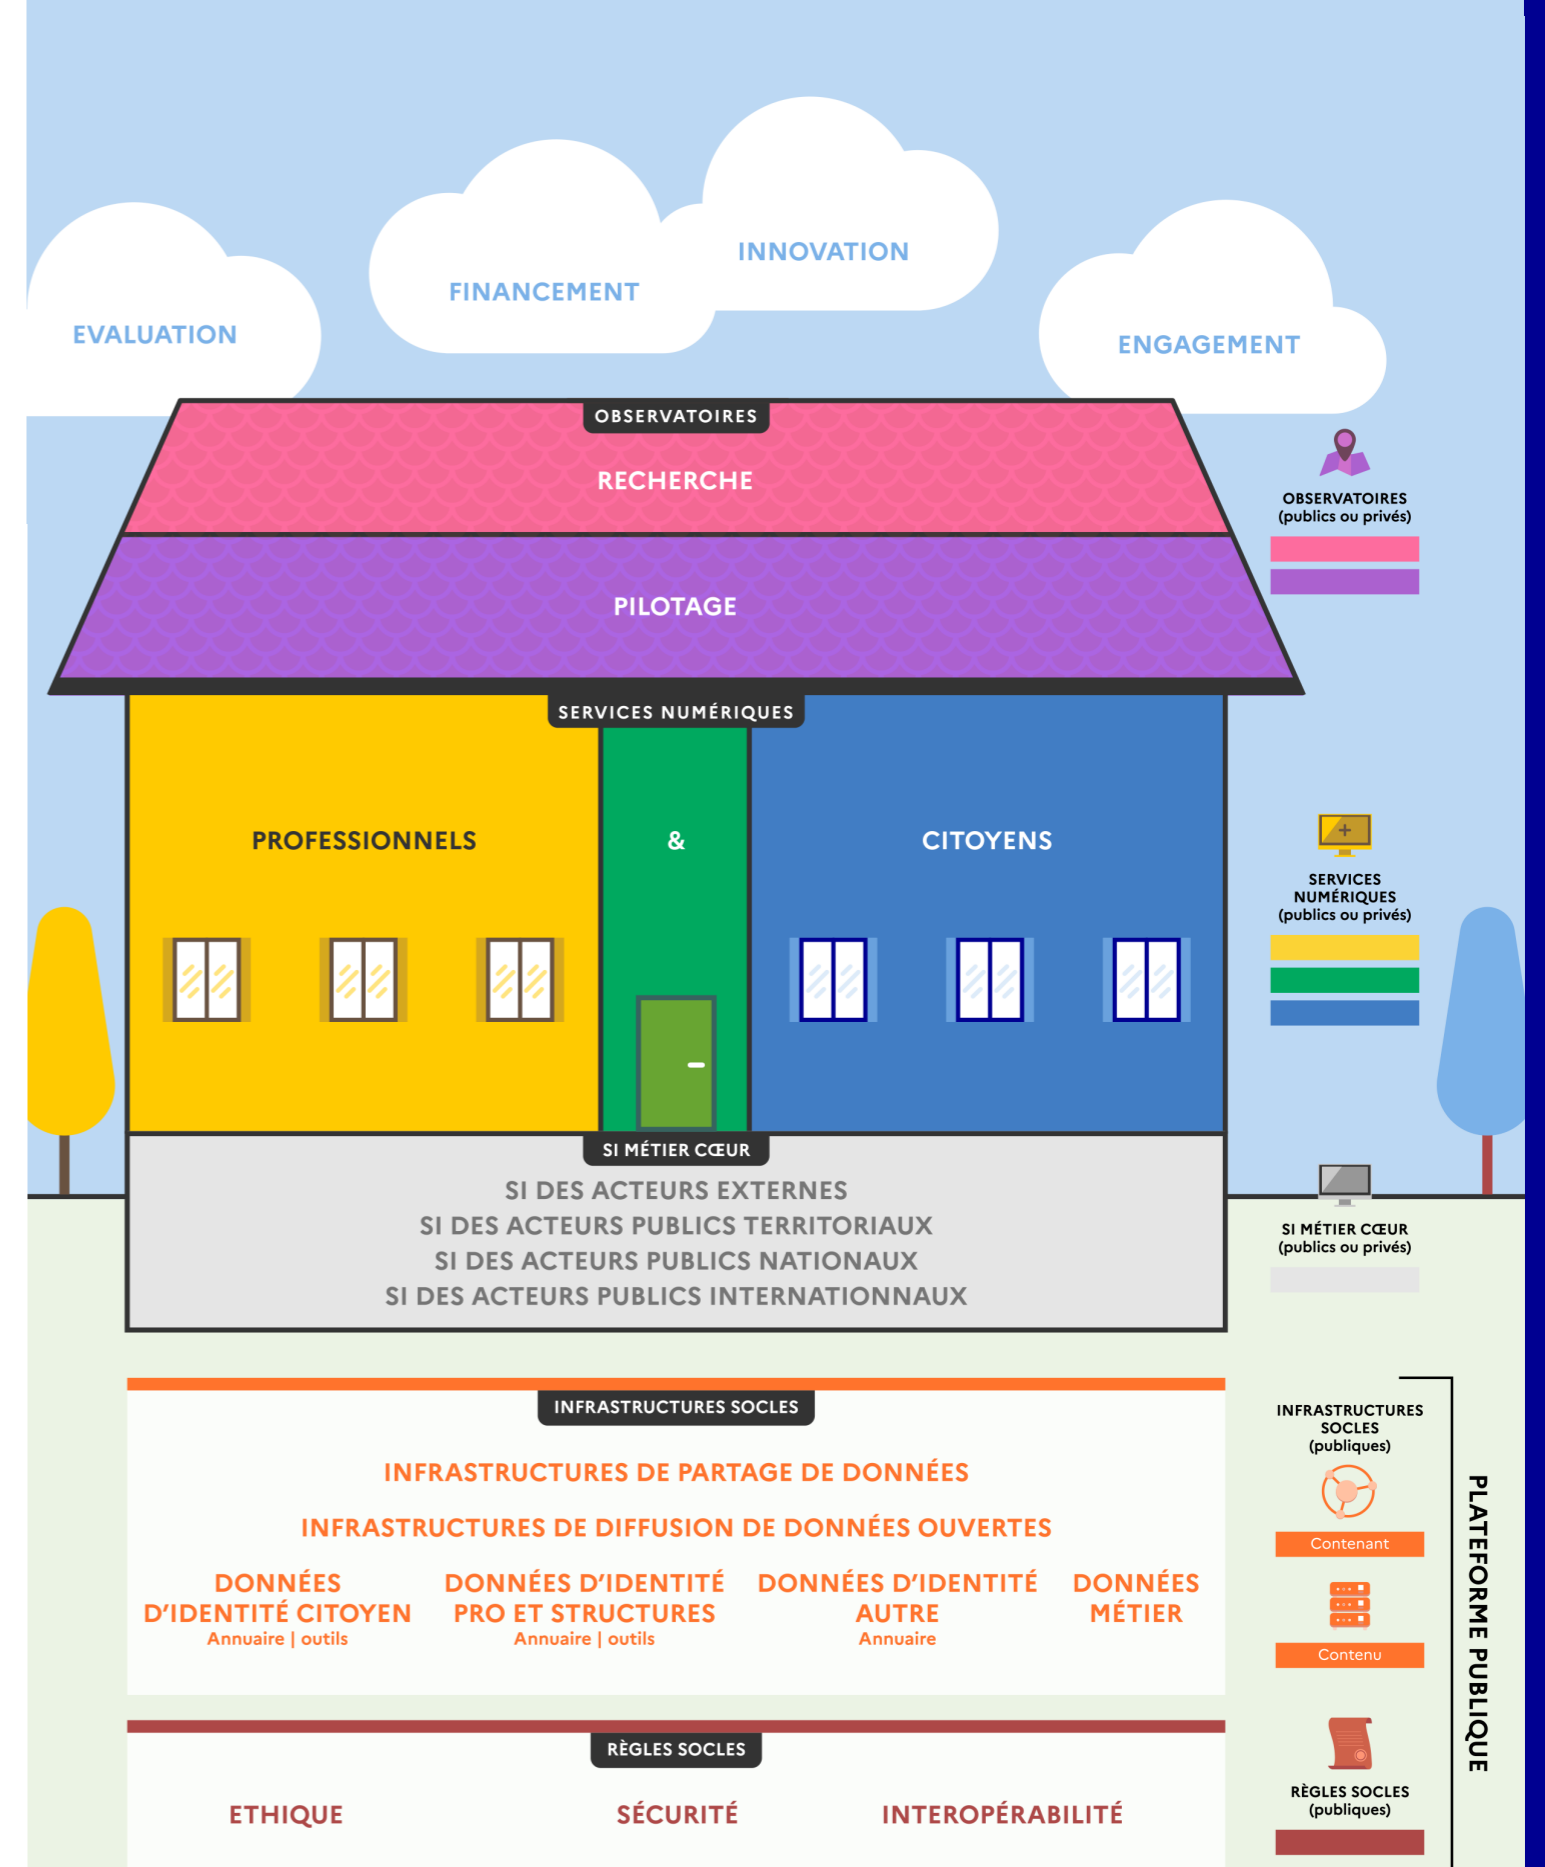 INNOVATION
FINANCEMENT
EVALUATION
ENGAGEMENT
OBSERVATOIRES
RECHERCHE
PILOTAGE
OBSERVATOIRES
(publics ou privés)
SERVICES NUMÉRIQUES
PROFESSIONNELS
&
CITOYENS
SERVICES
NUMÉRIQUES
(publics ou privés)
SI MÉTIER CŒUR
SI DES ACTEURS EXTERNES
SI DES ACTEURS PUBLICS TERRITORIAUX
SI DES ACTEURS PUBLICS NATIONAUX
SI DES ACTEURS PUBLICS INTERNATIONNAUX
SI MÉTIER CŒUR
(publics ou privés)
INFRASTRUCTURES SOCLES
INFRASTRUCTURES DE PARTAGE DE DONNÉES
INFRASTRUCTURES DE DIFFUSION DE DONNÉES OUVERTES
DONNÉES
D'IDENTITÉ CITOYEN
Annuaire | outils
DONNÉES D'IDENTITÉ
PRO ET STRUCTURES
Annuaire | outils
DONNÉES D'IDENTITÉ
AUTRE
Annuaire
DONNÉES
MÉTIER
INFRASTRUCTURES
SOCLES
(publiques)
Contenant
Contenu
PLATEFORME PUBLIQUE
RÈGLES SOCLES
ETHIQUE
SÉCURITÉ
INTEROPÉRABILITÉ
RÈGLES SOCLES
(publiques)